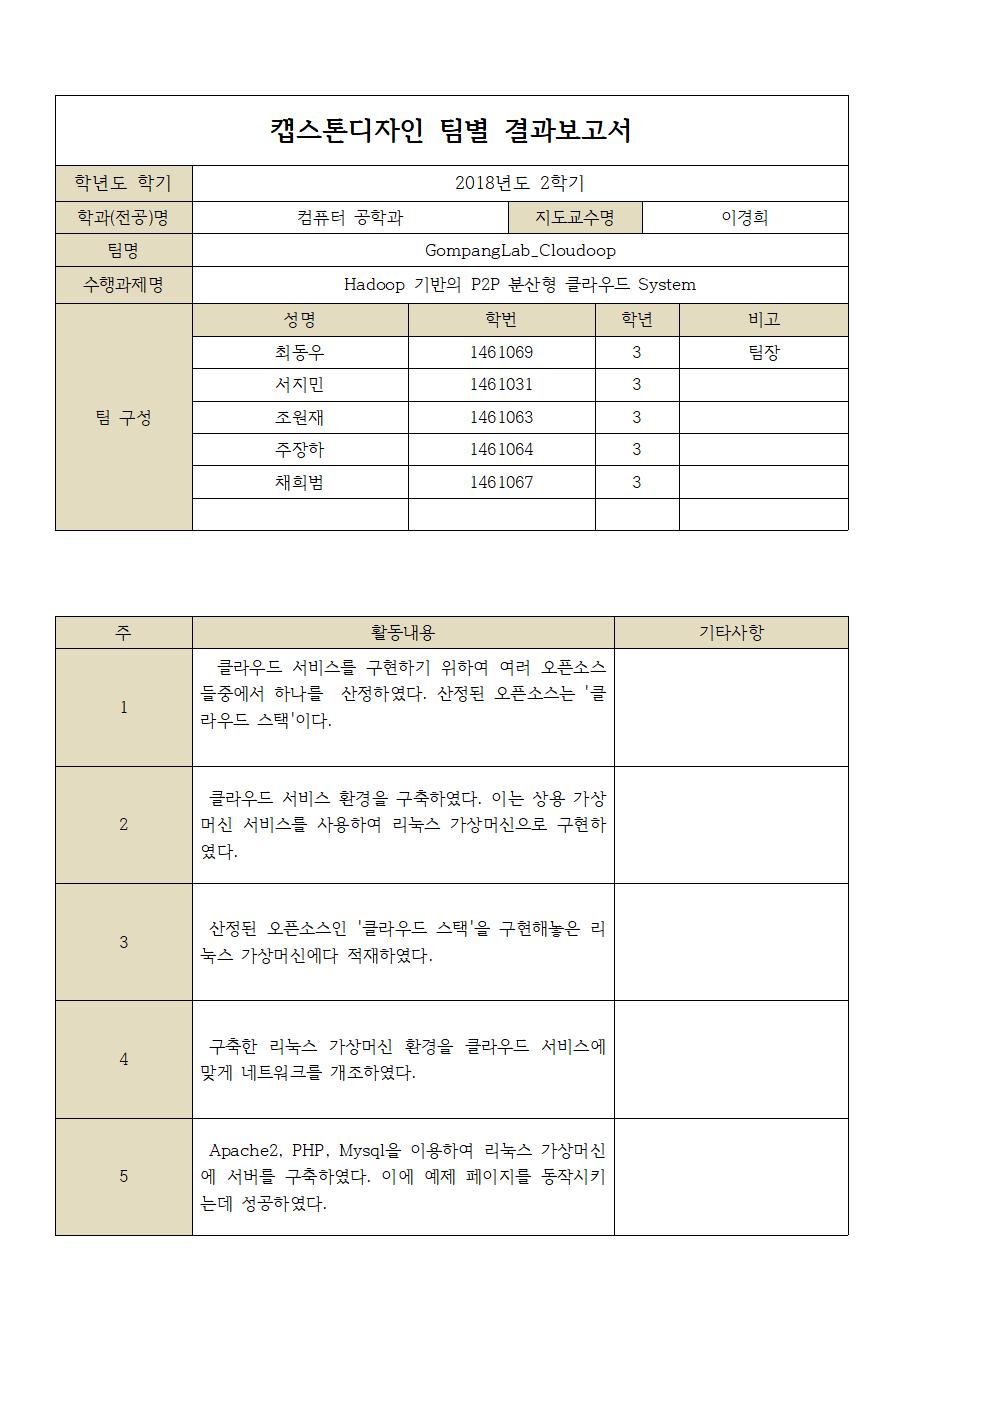 캡스톤디자인 팀별 결과보고서
학년도 학기 2018년도 2학기
학과(전공)명 컴퓨터 공학과 지도교수명 이경희
팀명 GompangLab_Cloudoop
수행과제명 Hadoop 기반의 P2P 분산형 클라우드 System
성명 학번 학년 비고
최동우 1461069 3 팀장
서지민 1461031 3
팀 구성 조원재 1461063 3
주장하 1461064 3
채희범 1461067 3
주 활동내용 기타사항
1
클라우드 서비스를 구현하기 위하여 여러 오픈소스
들중에서 하나를 산정하였다. 산정된 오픈소스는 '클
라우드 스택'이다.
2
클라우드 서비스 환경을 구축하였다. 이는 상용 가상
머신 서비스를 사용하여 리눅스 가상머신으로 구현하
였다.
3
산정된 오픈소스인 '클라우드 스택'을 구현해놓은 리
눅스 가상머신에다 적재하였다.
4
구축한 리눅스 가상머신 환경을 클라우드 서비스에
맞게 네트워크를 개조하였다.
5
Apache2, PHP, Mysql을 이용하여 리눅스 가상머신
에 서버를 구축하였다. 이에 예제 페이지를 동작시키
는데 성공하였다.